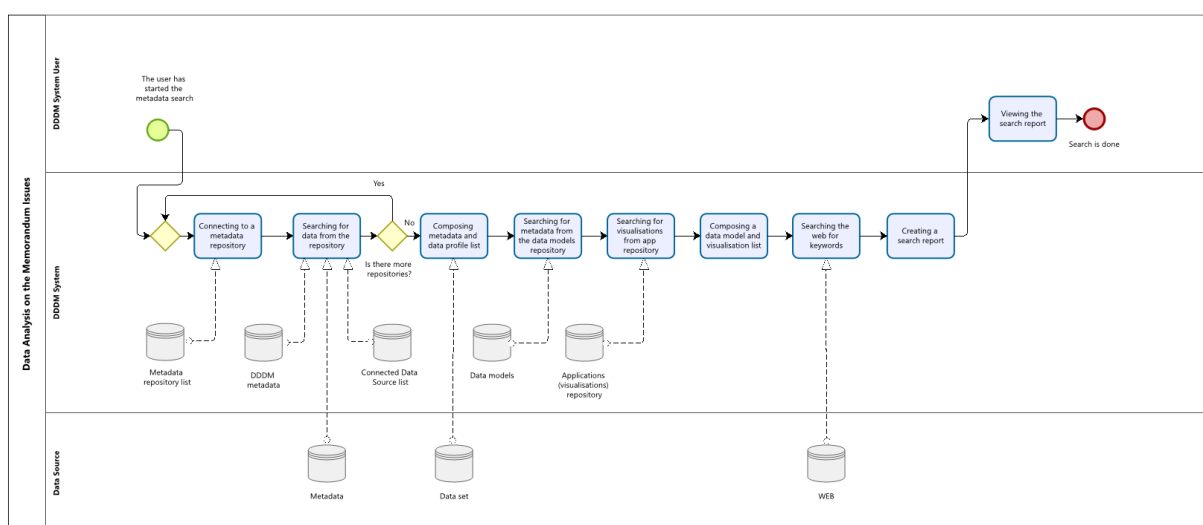 Data Analysis on the Memorandum Issues
DDDM System User
The user has
started the
metadata search
Viewing the
search report
Search is done
DDDM System
Yes
Connecting to a
metadata
repository
Searching for
data from the
repository
No
Is there more
repositories?
Composing
metadata and
data profile list
Searching for
metadata from
the data models
repository
Searching for
visualisations
from app
repository
Composing a
data model and
visualisation list
Searching the
web for
keywords
Creating a
search report
Metadata
repository list
DDDM
metadata
Connected Data
Source list
Data models
Applications
(visualisations)
repository
Data Source
Metadata
Data set
WEB